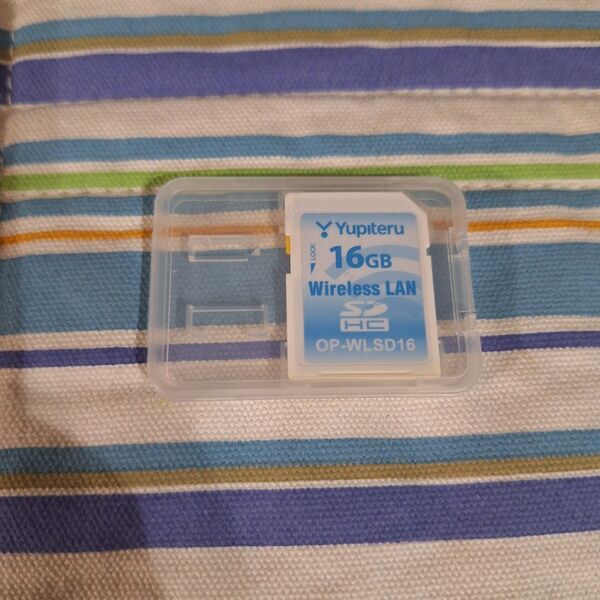 Yupiteru
LOCK
16GB
Wireless LAN
SD
HC
OP-WLSD16